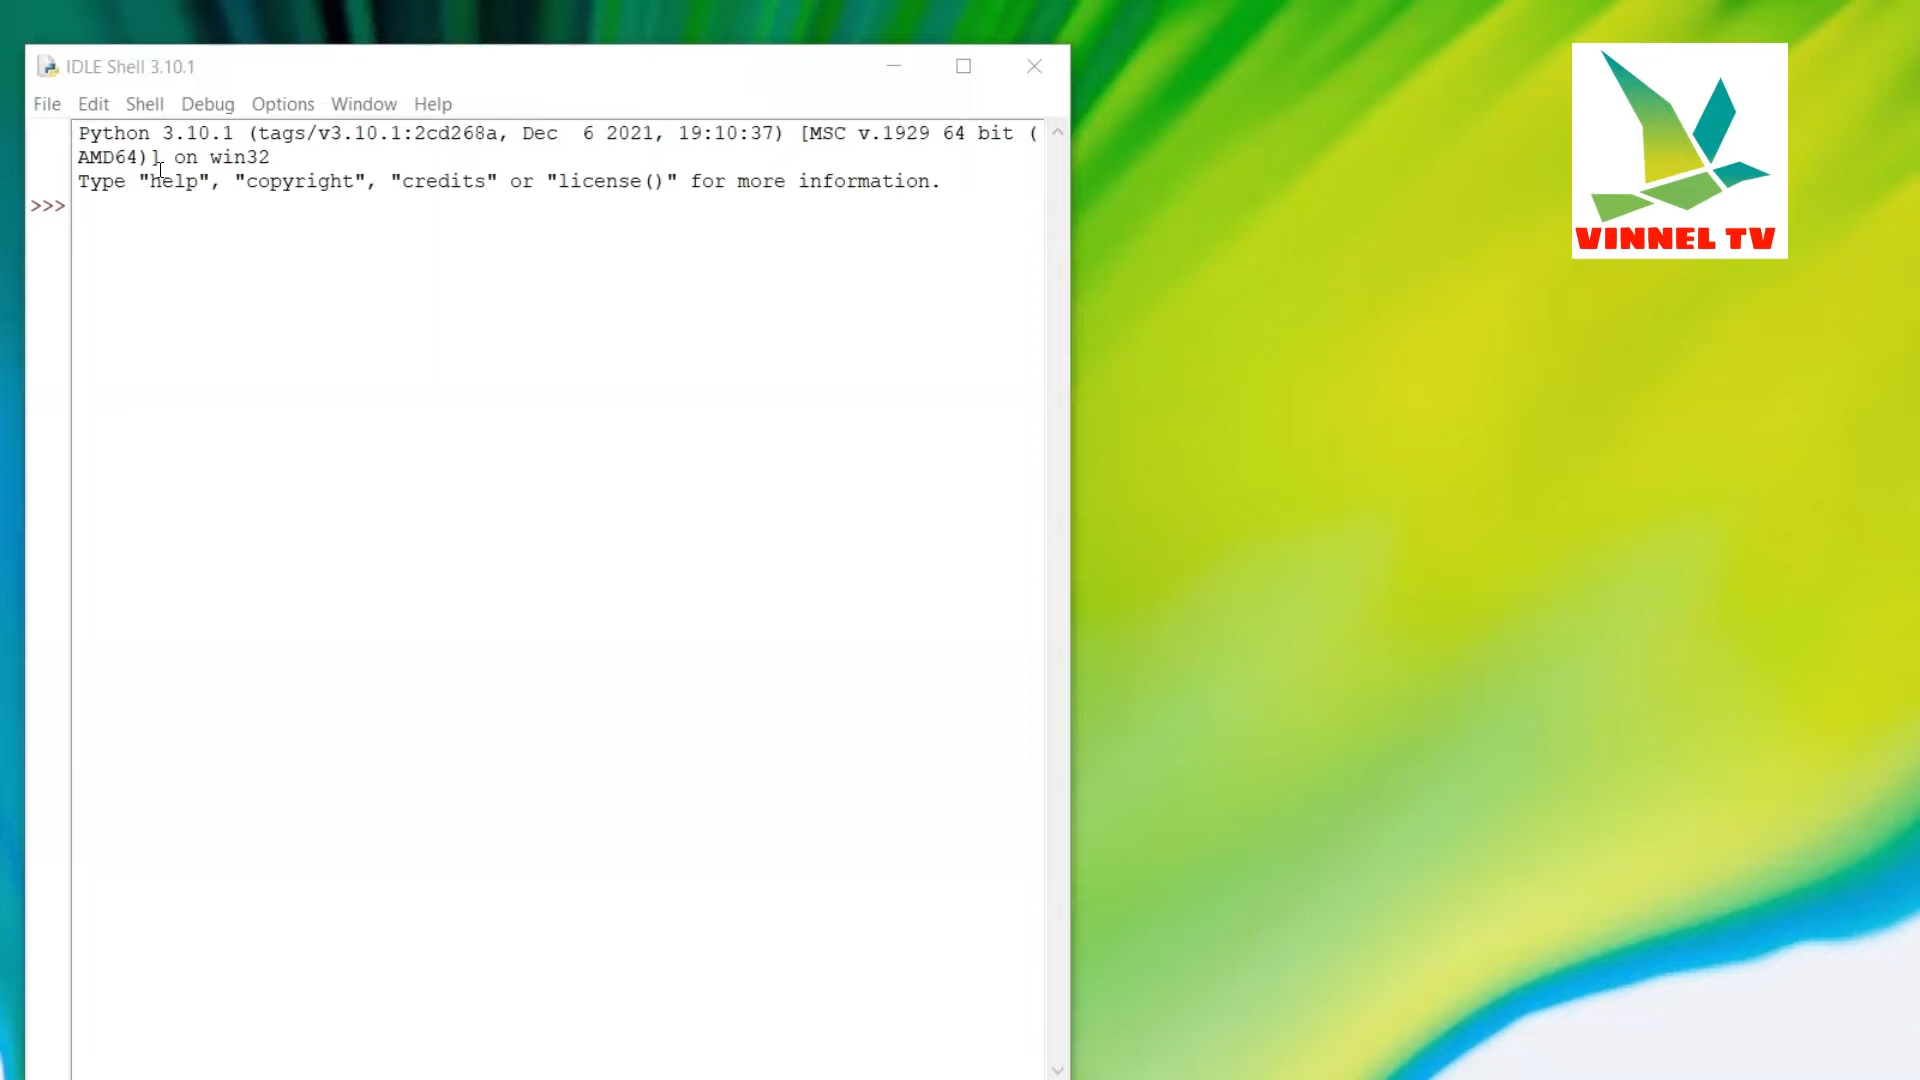 IDLE Shell 3.10.1
File Edit Shell Debug Options Window Help
Python 3.10.1 (tags/v3.10.1:2cd268a, Dec  6 2021, 19:10:37) [MSC v.1929 64 bit (
AMD64)] on win32
Type "help", "copyright", "credits" or "license()" for more information.
>>>
VINNEL TV